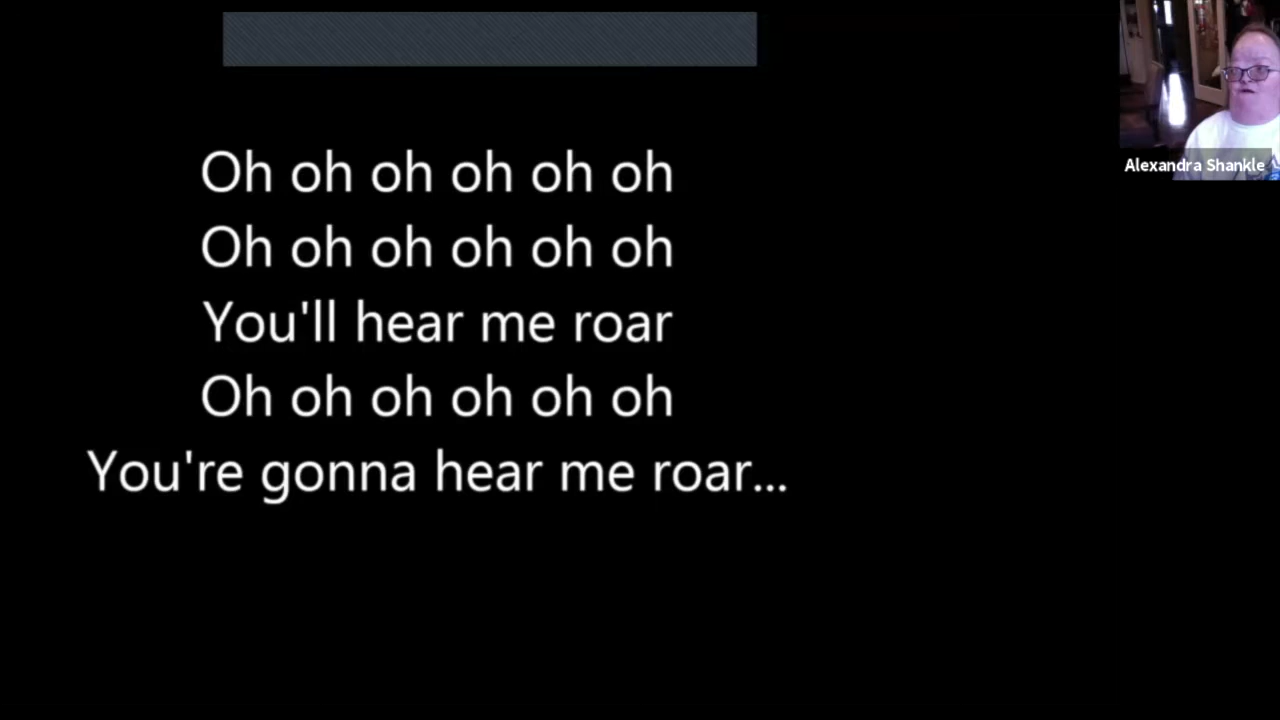 Oh oh oh oh oh oh
Oh oh oh oh oh oh
You'll hear me roar
Oh oh oh oh oh oh
You're gonna hear me roar...
Alexandra Shankle